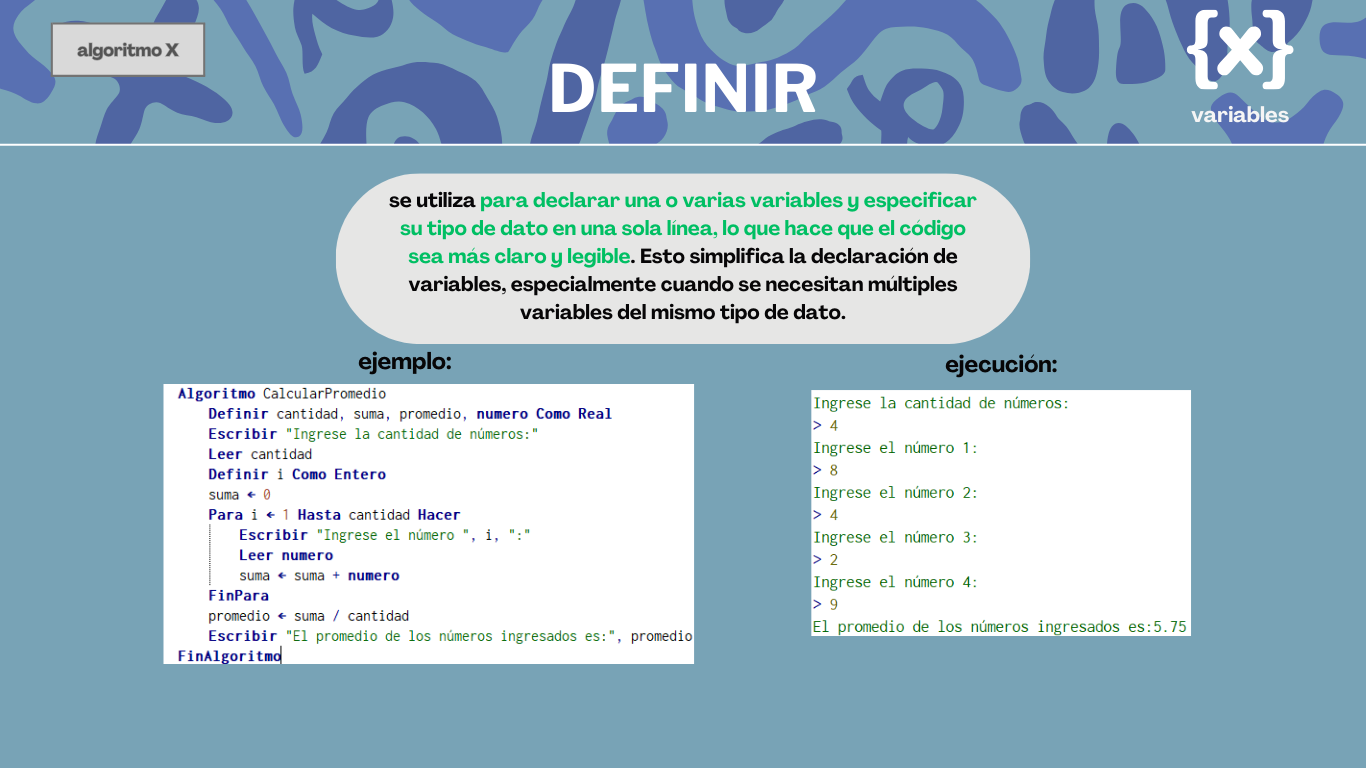 algoritmo X
DEFINIR
{x}
variables
se utiliza para declarar una o varias variables y especificar
su tipo de dato en una sola línea, lo que hace que el código
sea más claro y legible. Esto simplifica la declaración de
variables, especialmente cuando se necesitan múltiples
variables del mismo tipo de dato.
ejemplo:
Algoritmo CalcularPromedio
Definir cantidad, suma, promedio, numero Como Real
Escribir "Ingrese la cantidad de números:"
Leer cantidad
Definir i Como Entero
suma ← 0
Para i ← 1 Hasta cantidad Hacer
Escribir "Ingrese el número ", i, ":"
Leer numero
suma ← suma + numero
FinPara
promedio ← suma / cantidad
Escribir "El promedio de los números ingresados es:", promedio
FinAlgoritmo
ejecución:
Ingrese la cantidad de números:
> 4
Ingrese el número 1:
> 8
Ingrese el número 2:
> 4
Ingrese el número 3:
> 2
Ingrese el número 4:
> 9
El promedio de los números ingresados es:5.75